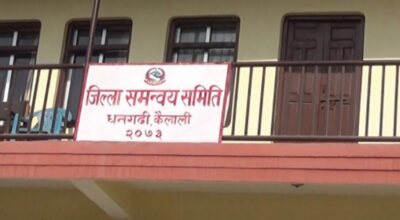 जिल्ला समन्वय समिति
धनगढी, कैलाली
२०७३